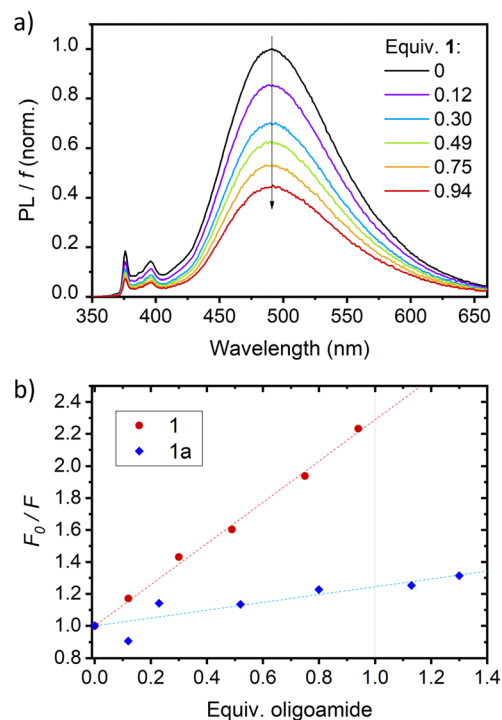 a)
PL / f (norm.)
1.0
0.8
0.6
0.4
0.2
0.0
Equiv. 1:
0
0.12
0.30
0.49
0.75
0.94
350 400 450 500 550 600 650
Wavelength (nm)
b)
F0 / F
2.4
2.2
2.0
1.8
1.6
1.4
1.2
1.0
0.8
1
1a
0.0 0.2 0.4 0.6 0.8 1.0 1.2 1.4
Equiv. oligoamide